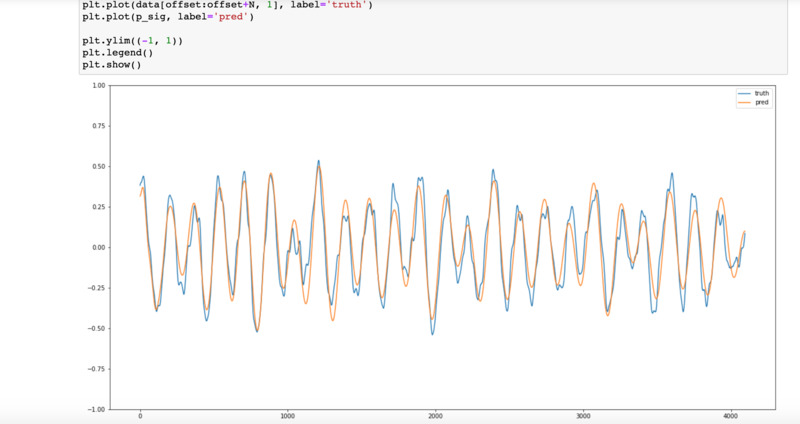 plt.plot(data[offset:offset+N, 1], label='truth')
plt.plot(p_sig, label='pred')
plt.ylim((-1, 1))
plt.legend()
plt.show()
1.00
truth
pred
0.75
0.50
0.25
0.00
−0.25
−0.50
−0.75
−1.00
0
1000
2000
3000
4000